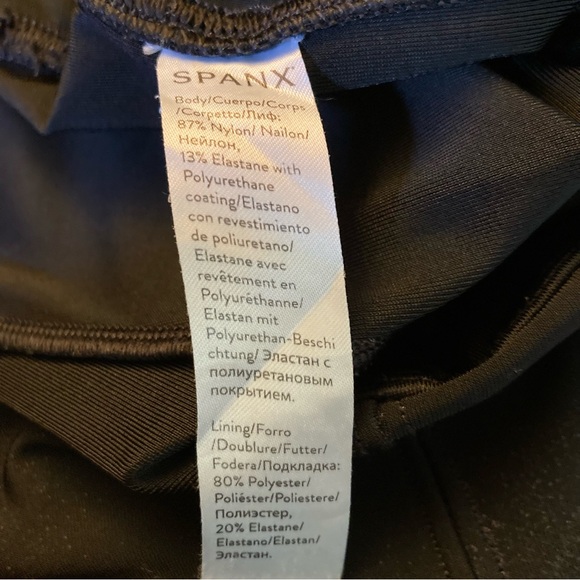 SPANX
Body/Cuerpo/Corps
/Corpetto/Лиф:
87% Nylon/ Nailon/
Нейлон,
13% Elastane with
Polyurethane
coating/Elastano
con revestimiento
de poliuretano/
Elastane avec
revêtement en
Polyuréthanne/
Elastan mit
Polyurethan-Beschi
chtung/ Эластан с
полиуретановым
покрытием.
Lining/Forro
/Doublure/Futter/
Fodera/Подкладка:
80% Polyester/
Poliéster/Poliestere/
Полиэстер,
20% Elastane/
Elastano/Elastan/
Эластан.